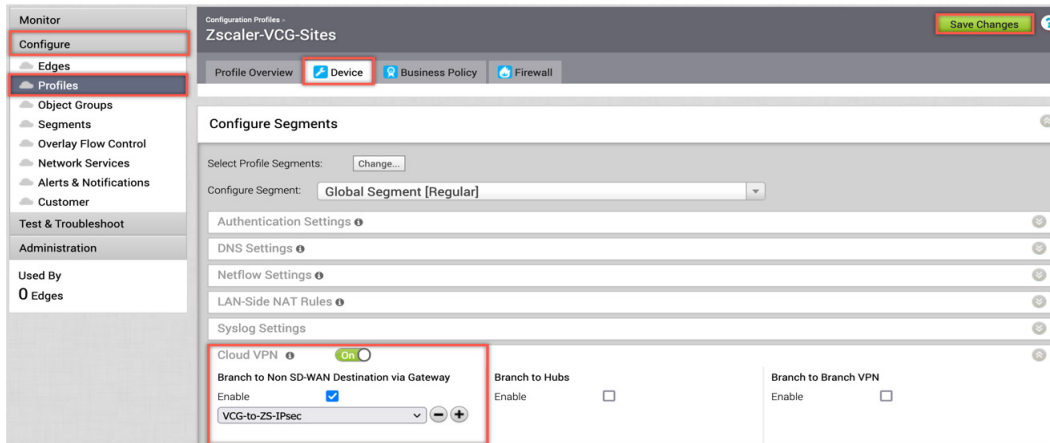 Monitor
Configure
Edges
Profiles
Object Groups
Segments
Overlay Flow Control
Network Services
Alerts & Notifications
Customer
Test & Troubleshoot
Administration
Used By
0 Edges
Configuration Profiles ▸
Zscaler-VCG-Sites
Save Changes
?
Profile Overview Device Business Policy Firewall
Configure Segments
Select Profile Segments: Change...
Configure Segment: Global Segment [Regular]
Authentication Settings
DNS Settings
Netflow Settings
LAN-Side NAT Rules
Syslog Settings
Cloud VPN On
Branch to Non SD-WAN Destination via Gateway Branch to Hubs Branch to Branch VPN
Enable Enable Enable
VCG-to-ZS-IPsec